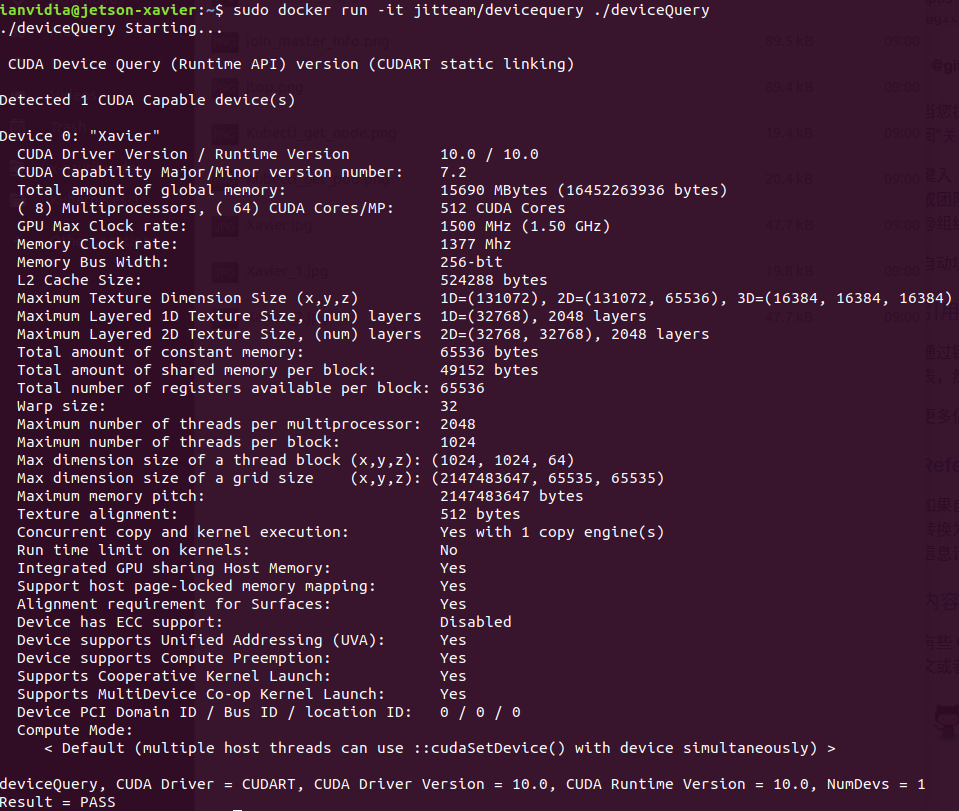 ianvidia@jetson-xavier:~$ sudo docker run -it jitteam/devicequery ./deviceQuery
./deviceQuery Starting...
CUDA Device Query (Runtime API) version (CUDART static linking)
Detected 1 CUDA Capable device(s)
Device 0: "Xavier"
CUDA Driver Version / Runtime Version 10.0 / 10.0
CUDA Capability Major/Minor version number: 7.2
Total amount of global memory: 15690 MBytes (16452263936 bytes)
( 8) Multiprocessors, ( 64) CUDA Cores/MP: 512 CUDA Cores
GPU Max Clock rate: 1500 MHz (1.50 GHz)
Memory Clock rate: 1377 Mhz
Memory Bus Width: 256-bit
L2 Cache Size: 524288 bytes
Maximum Texture Dimension Size (x,y,z) 1D=(131072), 2D=(131072, 65536), 3D=(16384, 16384, 16384)
Maximum Layered 1D Texture Size, (num) layers 1D=(32768), 2048 layers
Maximum Layered 2D Texture Size, (num) layers 2D=(32768, 32768), 2048 layers
Total amount of constant memory: 65536 bytes
Total amount of shared memory per block: 49152 bytes
Total number of registers available per block: 65536
Warp size: 32
Maximum number of threads per multiprocessor: 2048
Maximum number of threads per block: 1024
Max dimension size of a thread block (x,y,z): (1024, 1024, 64)
Max dimension size of a grid size (x,y,z): (2147483647, 65535, 65535)
Maximum memory pitch: 2147483647 bytes
Texture alignment: 512 bytes
Concurrent copy and kernel execution: Yes with 1 copy engine(s)
Run time limit on kernels: No
Integrated GPU sharing Host Memory: Yes
Support host page-locked memory mapping: Yes
Alignment requirement for Surfaces: Yes
Device has ECC support: Disabled
Device supports Unified Addressing (UVA): Yes
Device supports Compute Preemption: Yes
Supports Cooperative Kernel Launch: Yes
Supports MultiDevice Co-op Kernel Launch: Yes
Device PCI Domain ID / Bus ID / location ID: 0 / 0 / 0
Compute Mode:
< Default (multiple host threads can use ::cudaSetDevice() with device simultaneously) >
deviceQuery, CUDA Driver = CUDART, CUDA Driver Version = 10.0, CUDA Runtime Version = 10.0, NumDevs = 1
Result = PASS